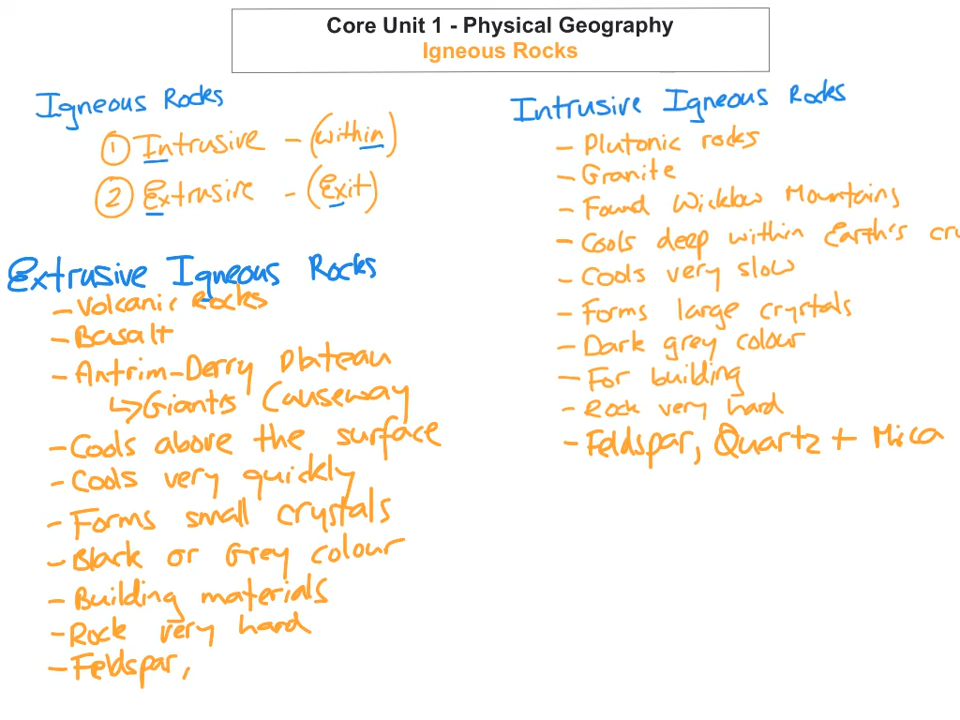 Core Unit 1 - Physical Geography
Igneous Rocks
Igneous Rocks
① Intrusive - (within)
② Extrusive - (Exit)
Extrusive Igneous Rocks
- Volcanic Rocks
- Basalt
- Antrim-Derry Plateau
↳ Giants Causeway
- Cools above the surface
- Cools very quickly
- Forms small crystals
- Black or Grey colour
- Building materials
- Rock very hard
- Feldspar,
Intrusive Igneous Rocks
- Plutonic rocks
- Granite
- Found Wicklow Mountains
- Cools deep within Earth's cru
- Cools very slow
- Forms large crystals
- Dark grey colour
- For building
- Rock very hard
- Feldspar, Quartz + Mica